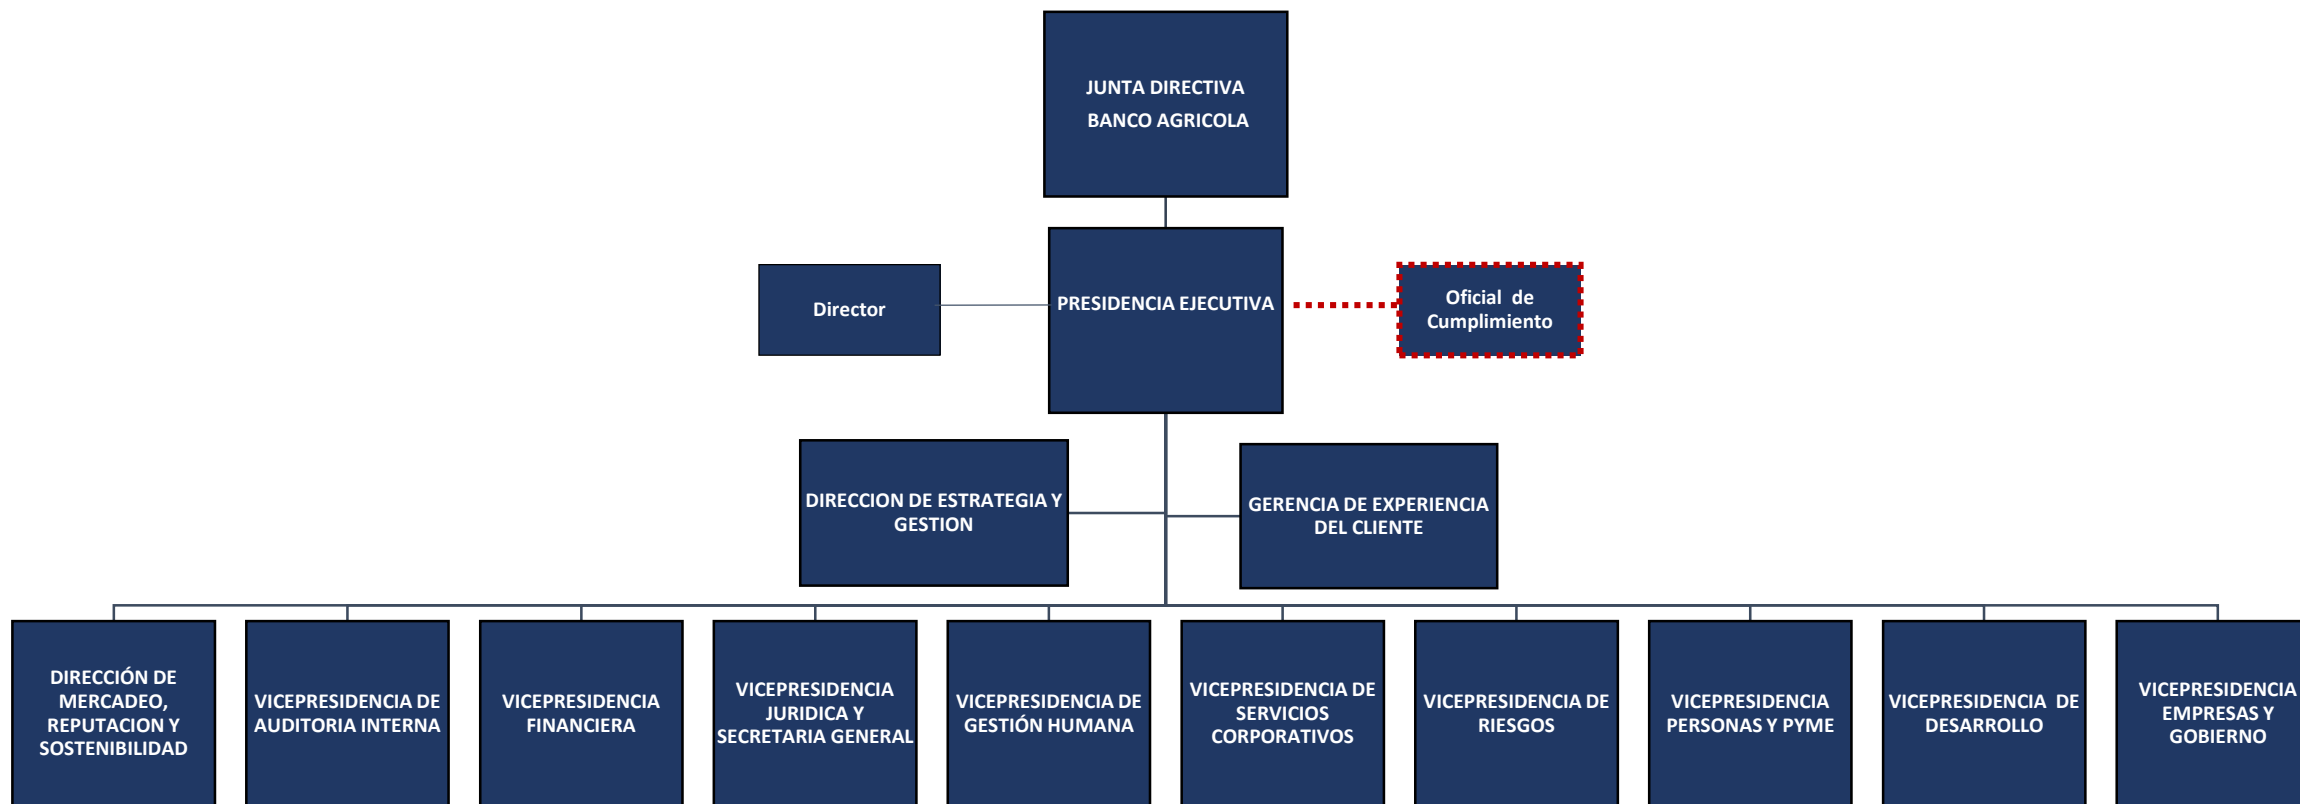 JUNTA DIRECTIVA
BANCO AGRICOLA
Director
PRESIDENCIA EJECUTIVA
Oficial de
Cumplimiento
DIRECCION DE ESTRATEGIA Y
GESTION
GERENCIA DE EXPERIENCIA
DEL CLIENTE
DIRECCIÓN DE
MERCADEO,
REPUTACION Y
SOSTENIBILIDAD
VICEPRESIDENCIA DE
AUDITORIA INTERNA
VICEPRESIDENCIA
FINANCIERA
VICEPRESIDENCIA
JURIDICA Y
SECRETARIA GENERAL
VICEPRESIDENCIA DE
GESTIÓN HUMANA
VICEPRESIDENCIA DE
SERVICIOS
CORPORATIVOS
VICEPRESIDENCIA DE
RIESGOS
VICEPRESIDENCIA
PERSONAS Y PYME
VICEPRESIDENCIA DE
DESARROLLO
VICEPRESIDENCIA
EMPRESAS Y
GOBIERNO